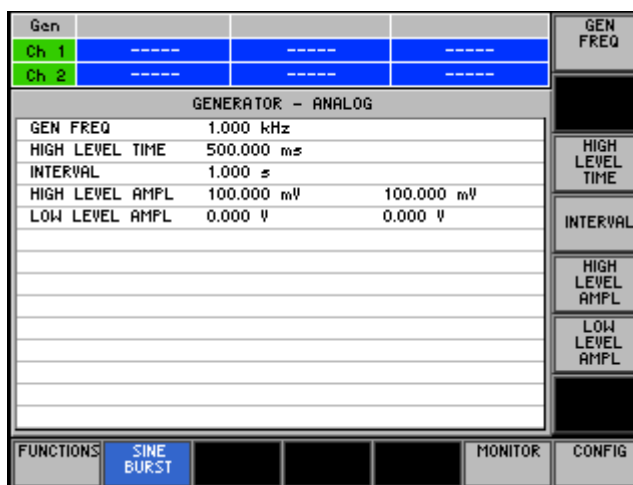 Gen
Ch 1 ----- ----- -----
Ch 2 ----- ----- -----
GENERATOR - ANALOG
GEN FREQ 1.000 kHz
HIGH LEVEL TIME 500.000 ms
INTERVAL 1.000 s
HIGH LEVEL AMPL 100.000 mV 100.000 mV
LOW LEVEL AMPL 0.000 V 0.000 V
GEN
FREQ
HIGH
LEVEL
TIME
INTERVAL
HIGH
LEVEL
AMPL
LOW
LEVEL
AMPL
FUNCTIONS
SINE
BURST
MONITOR
CONFIG